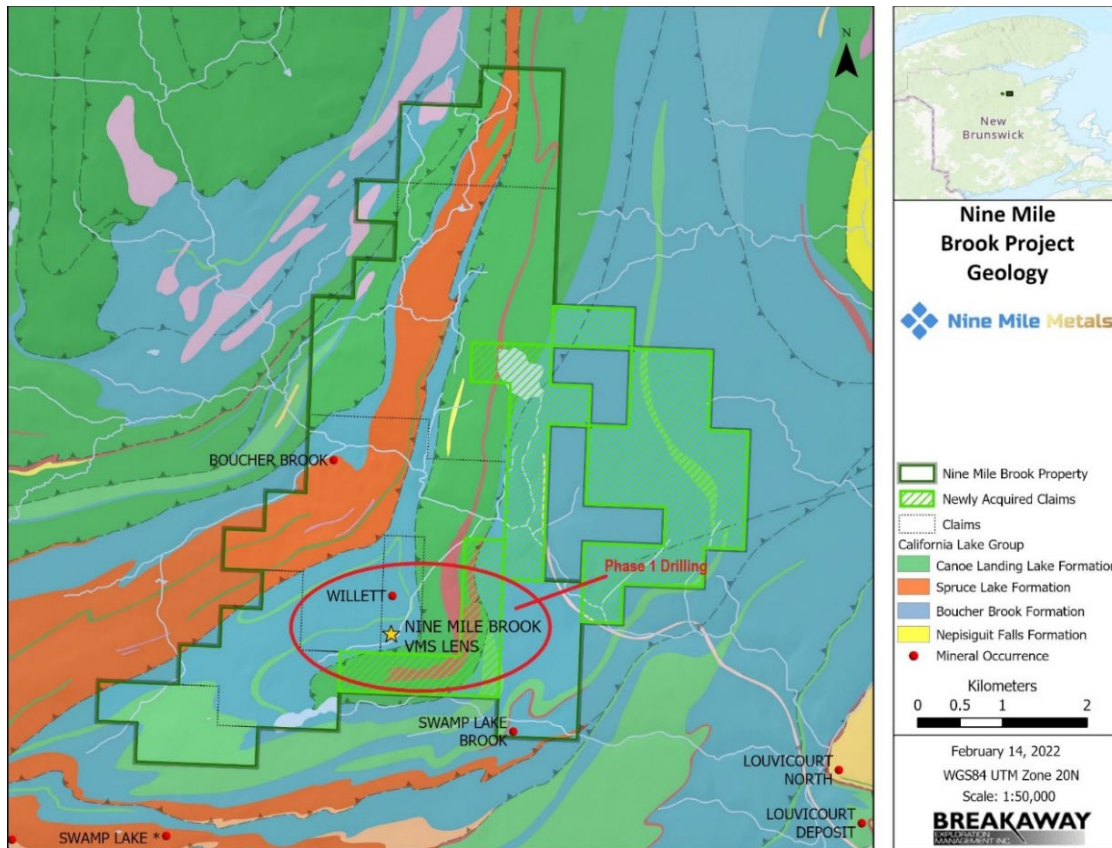 N
BOUCHER BROOK
Phase 1 Drilling
WILLETT
NINE MILE BROOK
VMS LENS
SWAMP LAKE
BROOK
LOUVICOURT
NORTH
LOUVICOURT
DEPOSIT
SWAMP LAKE *
New
Brunswick
Nine Mile
Brook Project
Geology
Nine Mile Metals
Nine Mile Brook Property
Newly Acquired Claims
Claims
California Lake Group
Canoe Landing Lake Formation
Spruce Lake Formation
Boucher Brook Formation
Nepisiguit Falls Formation
Mineral Occurrence
Kilometers
0 0.5 1 2
February 14, 2022
WGS84 UTM Zone 20N
Scale: 1:50,000
BREAKAWAY
EXPLORATION
MANAGEMENT INC.